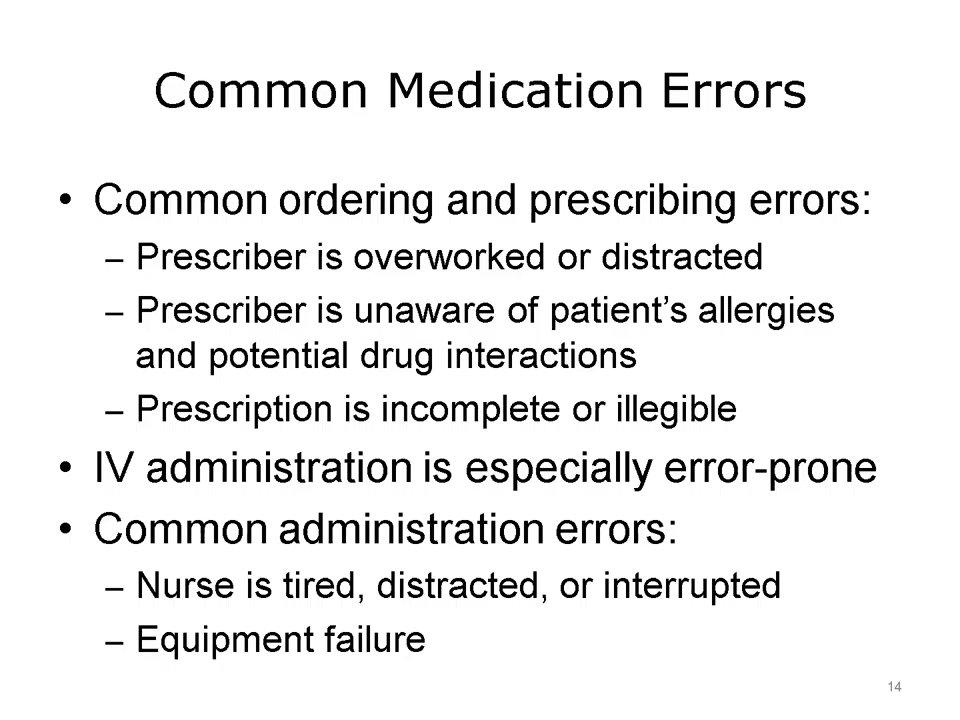 Common Medication Errors
• Common ordering and prescribing errors:
– Prescriber is overworked or distracted
– Prescriber is unaware of patient’s allergies
and potential drug interactions
– Prescription is incomplete or illegible
• IV administration is especially error-prone
• Common administration errors:
– Nurse is tired, distracted, or interrupted
– Equipment failure
14